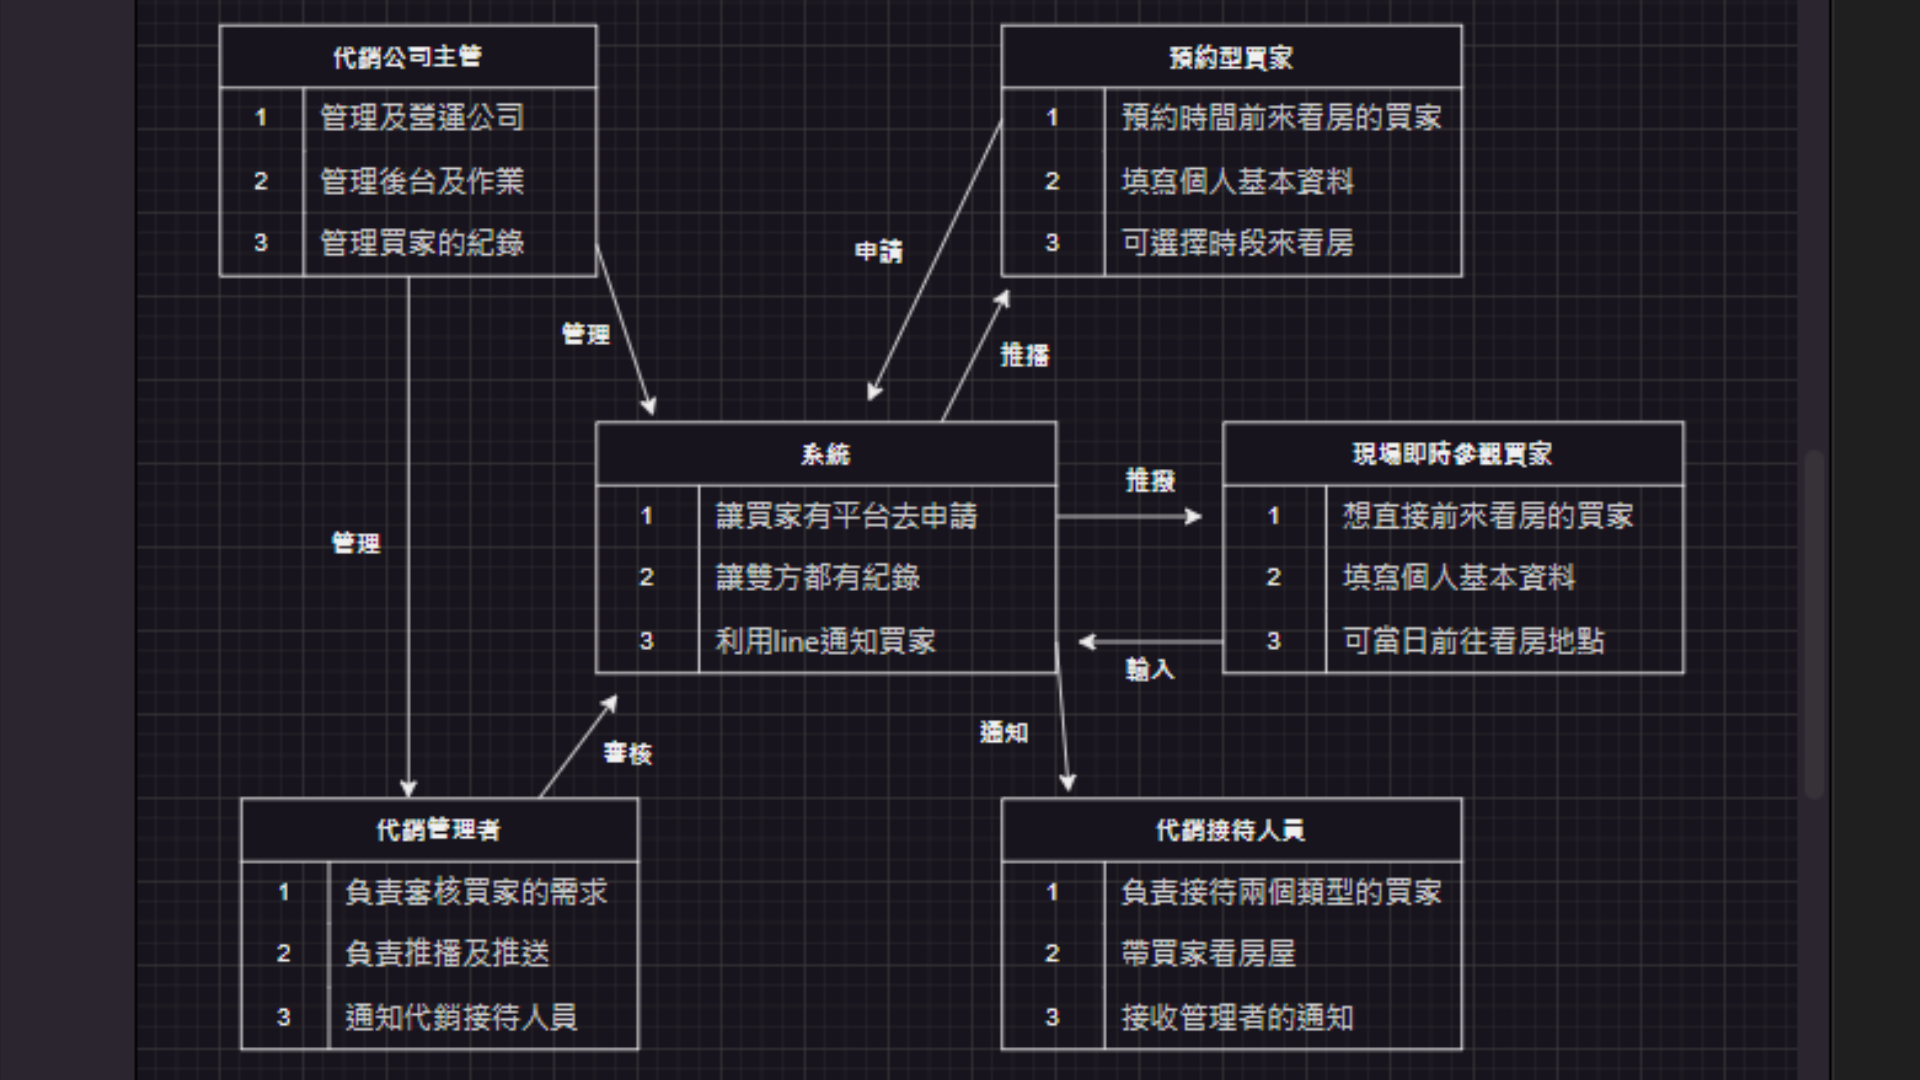 代銷公司主管
1 管理及營運公司
2 管理後台及作業
3 管理買家的紀錄
預約型買家
1 預約時間前來看房的買家
2 填寫個人基本資料
3 可選擇時段來看房
申請
管理
推播
系統
1 讓買家有平台去申請
2 讓雙方都有紀錄
3 利用line通知買家
推撥
輸入
現場即時參觀買家
1 想直接前來看房的買家
2 填寫個人基本資料
3 可當日前往看房地點
管理
審核
通知
代銷管理者
1 負責審核買家的需求
2 負責推播及推送
3 通知代銷接待人員
代銷接待人員
1 負責接待兩個類型的買家
2 帶買家看房屋
3 接收管理者的通知